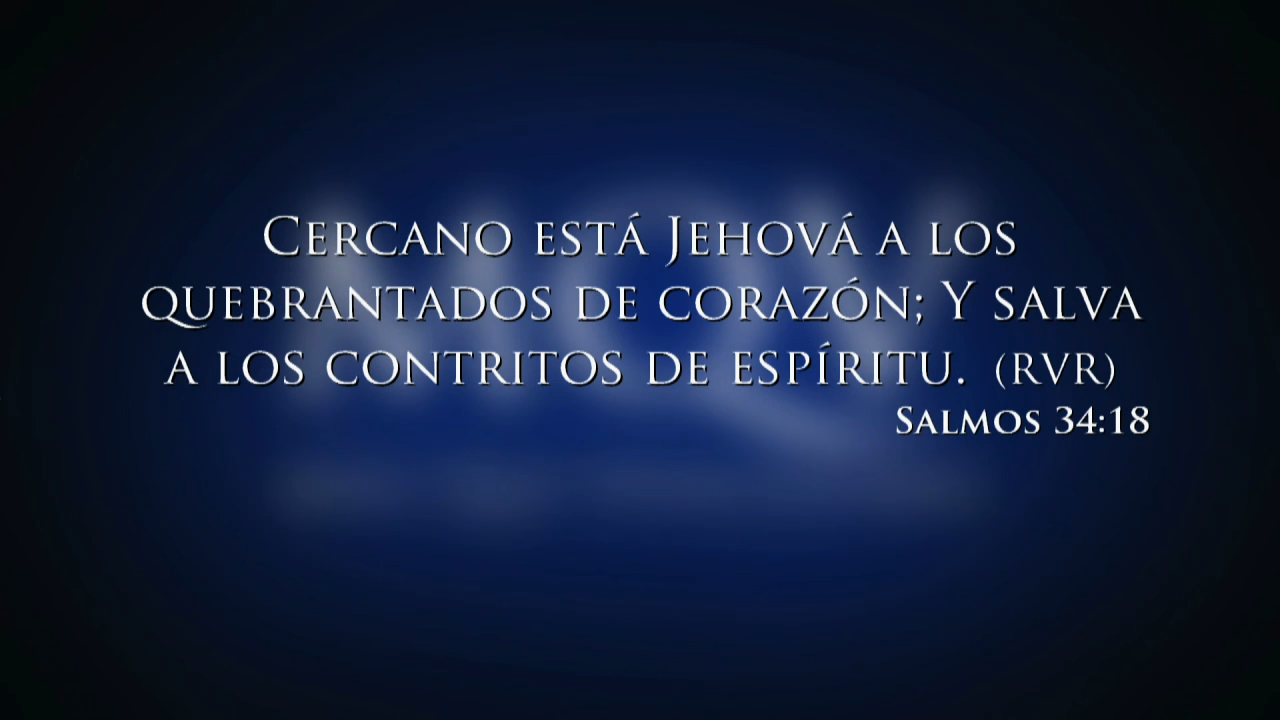 Cercano está Jehová a los
quebrantados de corazón; Y salva
a los contritos de espíritu. (RVR)
Salmos 34:18